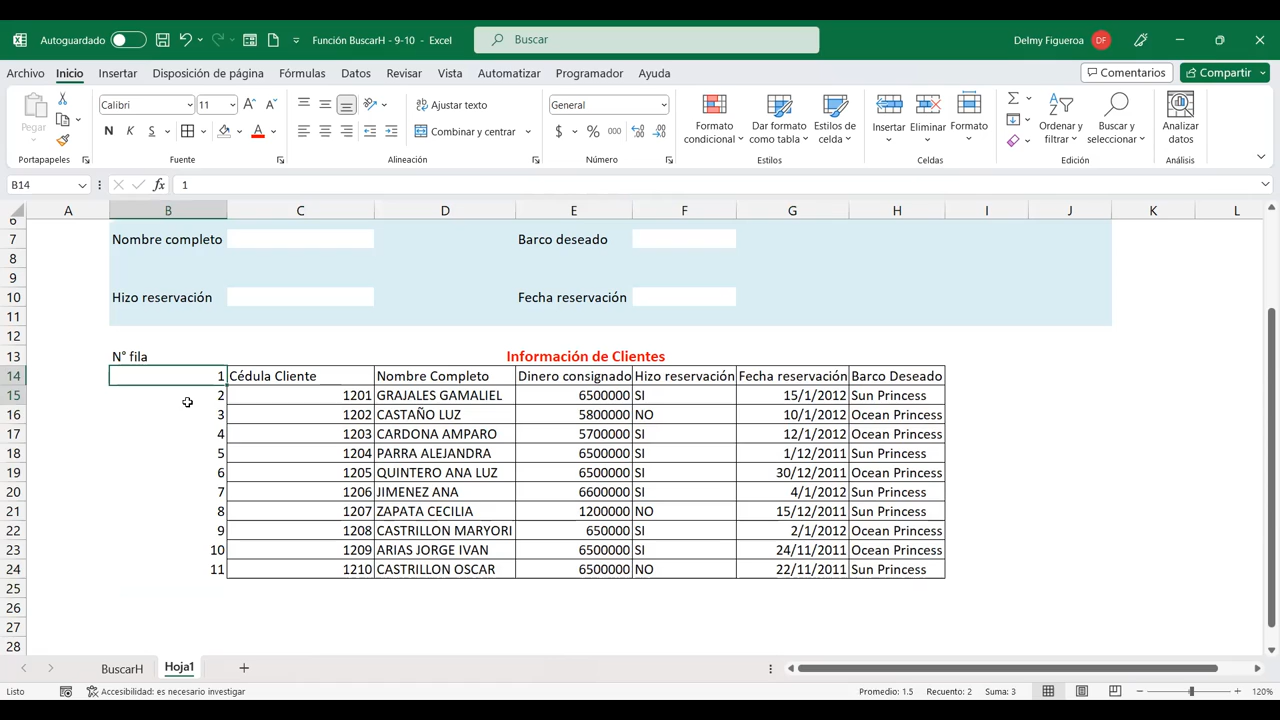 Autoguardado
Función BuscarH - 9-10 - Excel
Buscar
Delmy Figueroa
DF
Archivo Inicio Insertar Disposición de página Fórmulas Datos Revisar Vista Automatizar Programador Ayuda
Comentarios
Compartir
Pegar
Portapapeles
Calibri
11
N K S
Fuente
Ajustar texto
Combinar y centrar
Alineación
General
$ % 000
Número
Formato condicional
Dar formato como tabla
Estilos de celda
Estilos
Insertar
Eliminar
Formato
Celdas
Ordenar y filtrar
Buscar y seleccionar
Edición
Analizar datos
Análisis
B14
fx
1
A B C D E F G H I J K L
6
7 Nombre completo Barco deseado
8
9
10 Hizo reservación Fecha reservación
11
12
13 N° fila Información de Clientes
14 1 Cédula Cliente Nombre Completo Dinero consignado Hizo reservación Fecha reservación Barco Deseado
15 2 1201 GRAJALES GAMALIEL 6500000 SI 15/1/2012 Sun Princess
16 3 1202 CASTAÑO LUZ 5800000 NO 10/1/2012 Ocean Princess
17 4 1203 CARDONA AMPARO 5700000 SI 12/1/2012 Ocean Princess
18 5 1204 PARRA ALEJANDRA 6500000 SI 1/12/2011 Sun Princess
19 6 1205 QUINTERO ANA LUZ 6500000 SI 30/12/2011 Ocean Princess
20 7 1206 JIMENEZ ANA 6600000 SI 4/1/2012 Sun Princess
21 8 1207 ZAPATA CECILIA 1200000 NO 15/12/2011 Sun Princess
22 9 1208 CASTRILLON MARYORI 650000 SI 2/1/2012 Ocean Princess
23 10 1209 ARIAS JORGE IVAN 6500000 SI 24/11/2011 Ocean Princess
24 11 1210 CASTRILLON OSCAR 6500000 NO 22/11/2011 Sun Princess
25
26
27
28
BuscarH Hoja1
Listo
Accesibilidad: es necesario investigar
Promedio: 1.5 Recuento: 2 Suma: 3
120%